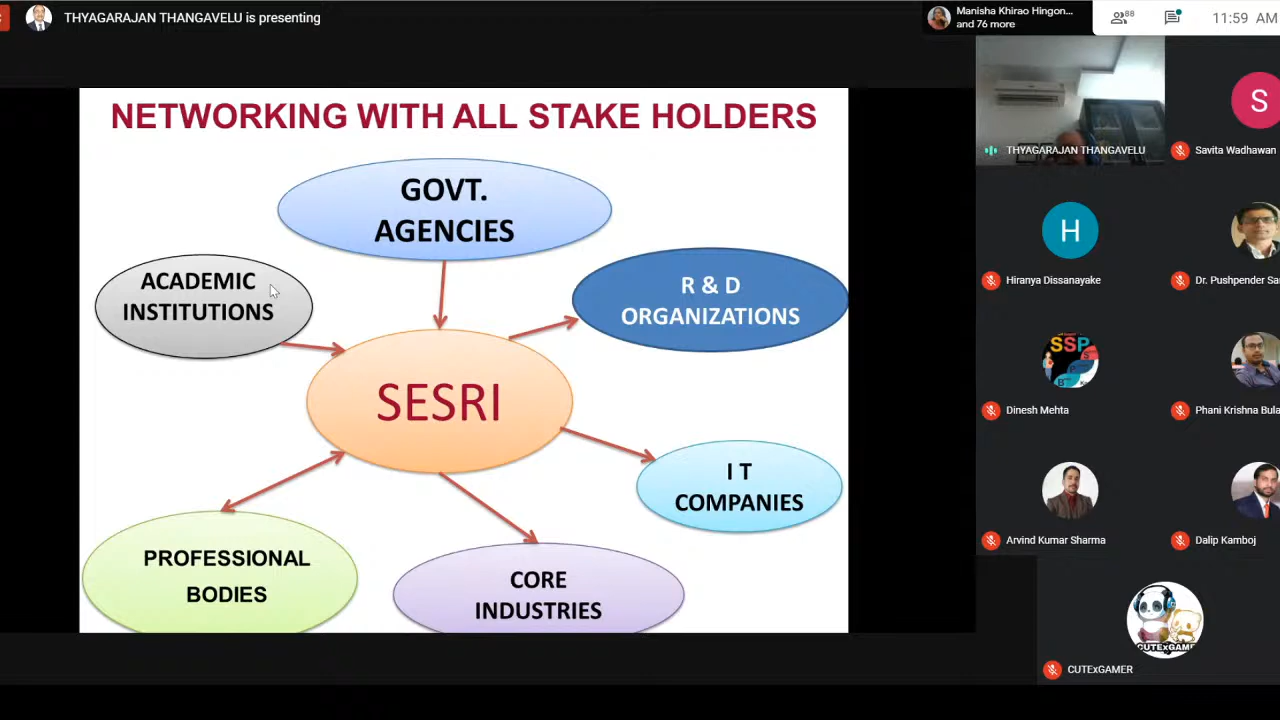 THYAGARAJAN THANGAVELU is presenting
Manisha Khirao Hingon...
and 76 more
88
11:59 AM
NETWORKING WITH ALL STAKE HOLDERS
GOVT.
AGENCIES
ACADEMIC
INSTITUTIONS
R & D
ORGANIZATIONS
SESRI
I T
COMPANIES
PROFESSIONAL
BODIES
CORE
INDUSTRIES
THYAGARAJAN THANGAVELU
S
Savita Wadhawan
H
Hiranya Dissanayake
Dr. Pushpender Sa
SSP
Dinesh Mehta
Phani Krishna Bula
Arvind Kumar Sharma
Dalip Kamboj
CUTExGAMER
CUTExGAMER